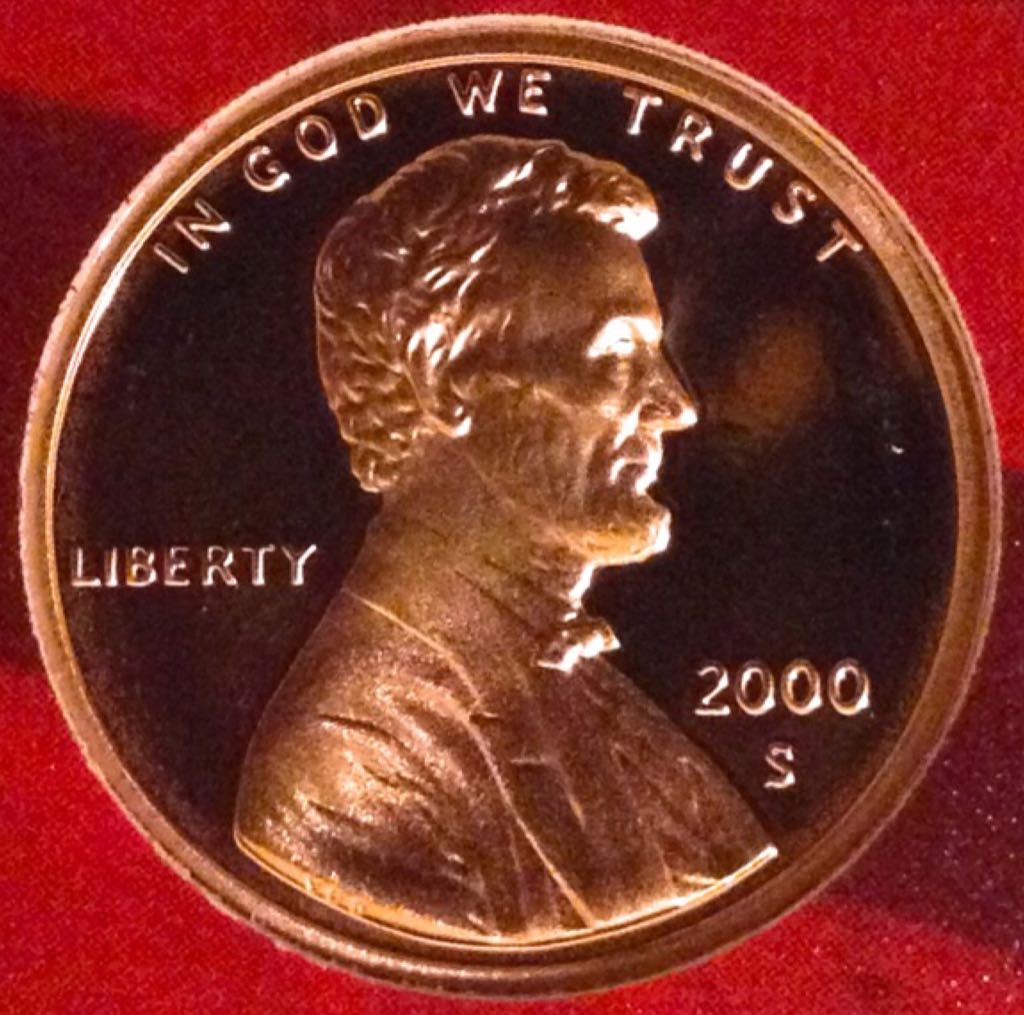 IN GOD WE TRUST
LIBERTY
2000
S